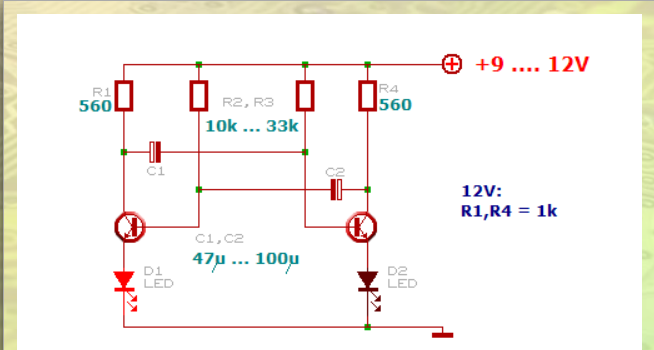 +9 .... 12V
R1
560
R2, R3
10k ... 33k
R4
560
C1
C2
12V:
R1,R4 = 1k
C1,C2
47µ ... 100µ
D1
LED
D2
LED